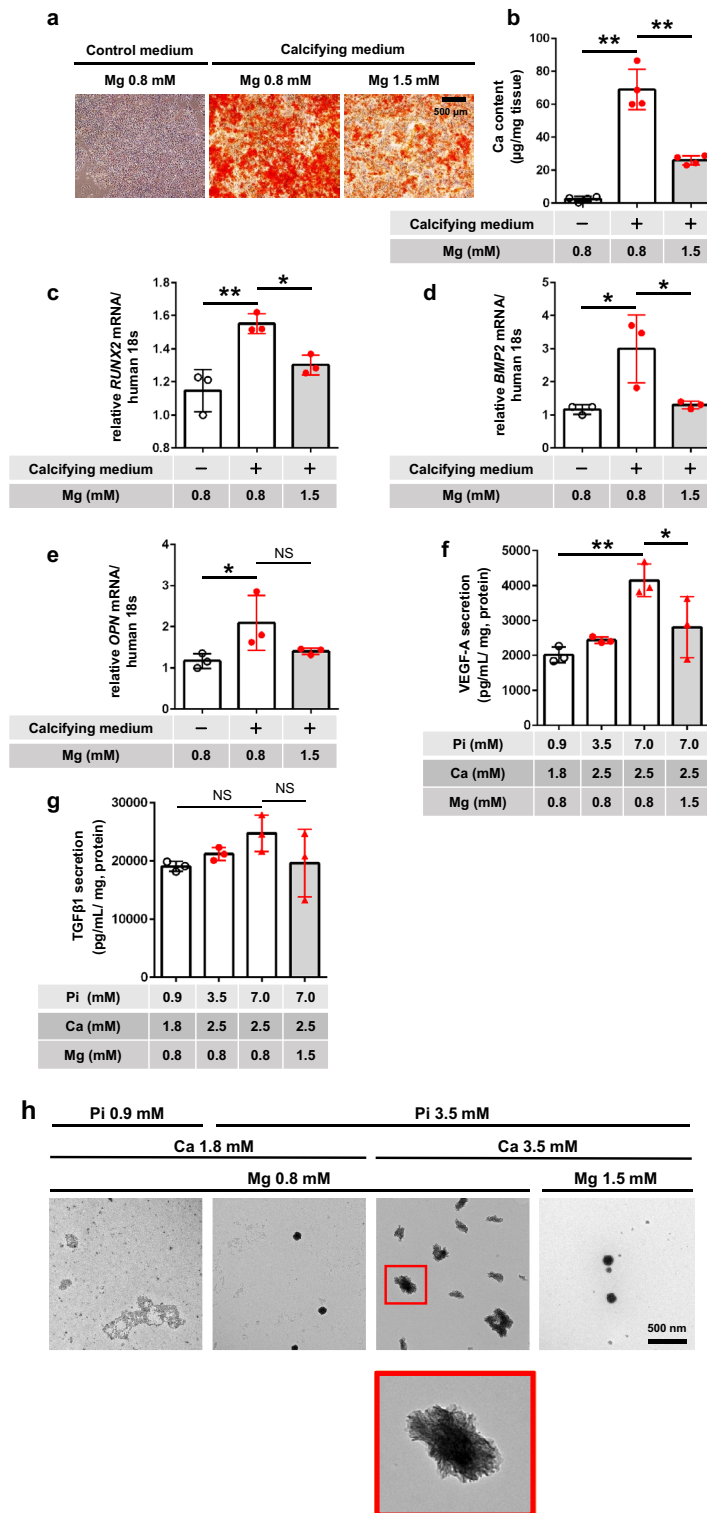 a
Control medium Calcifying medium
Mg 0.8 mM Mg 0.8 mM Mg 1.5 mM
500 µm
b
** **
Ca content
(µg/mg tissue)
100
80
60
40
20
0
Calcifying medium − + +
Mg (mM) 0.8 0.8 1.5
c
** *
relative RUNX2 mRNA/
human 18s
1.8
1.6
1.4
1.2
1.0
0.8
Calcifying medium − + +
Mg (mM) 0.8 0.8 1.5
d
* *
relative BMP2 mRNA/
human 18s
5
4
3
2
1
0
Calcifying medium − + +
Mg (mM) 0.8 0.8 1.5
e
* NS
relative OPN mRNA/
human 18s
4
3
2
1
0
Calcifying medium − + +
Mg (mM) 0.8 0.8 1.5
f
** *
VEGF-A secretion
(pg/mL/ mg, protein)
5000
4000
3000
2000
1000
0
Pi (mM) 0.9 3.5 7.0 7.0
Ca (mM) 1.8 2.5 2.5 2.5
Mg (mM) 0.8 0.8 0.8 1.5
g
NS NS
TGFβ1 secretion
(pg/mL/ mg, protein)
30000
20000
10000
0
Pi (mM) 0.9 3.5 7.0 7.0
Ca (mM) 1.8 2.5 2.5 2.5
Mg (mM) 0.8 0.8 0.8 1.5
h
Pi 0.9 mM Pi 3.5 mM
Ca 1.8 mM Ca 3.5 mM
Mg 0.8 mM Mg 1.5 mM
500 nm